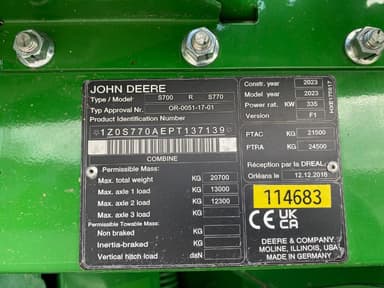 JOHN DEERE
Type / Model S700 R S770
Typ Approval Nr. OR-0051-17-01
Product Identification Number
*1Z0S770AEPT137139*
COMBINE
Permissible Mass:
Max. total weight KG 20700
Max. axle 1 load KG 13000
Max. axle 2 load KG 12300
Max. axle 3 load KG
Permissible Towable Mass:
Non braked KG
Inertia-braked KG
Vertical hitch load daN
Constr. year 2023
Model year 2023
Power rat. KW 335
Version F1
PTAC KG 21500
PTRA KG 24500
Réception par la DREAL,
Orléans le 12.12.2018
114683
CE UK
CA
DEERE & COMPANY
MOLINE, ILLINOIS, USA
MADE IN GERMANY